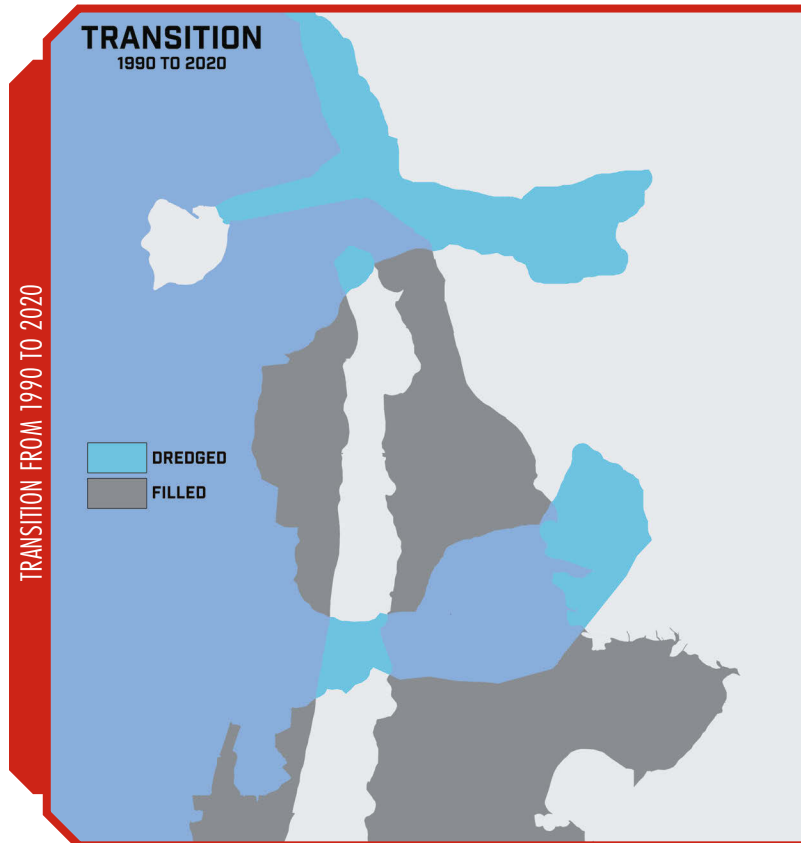 TRANSITION
1990 TO 2020
TRANSITION FROM 1990 TO 2020
DREDGED
FILLED